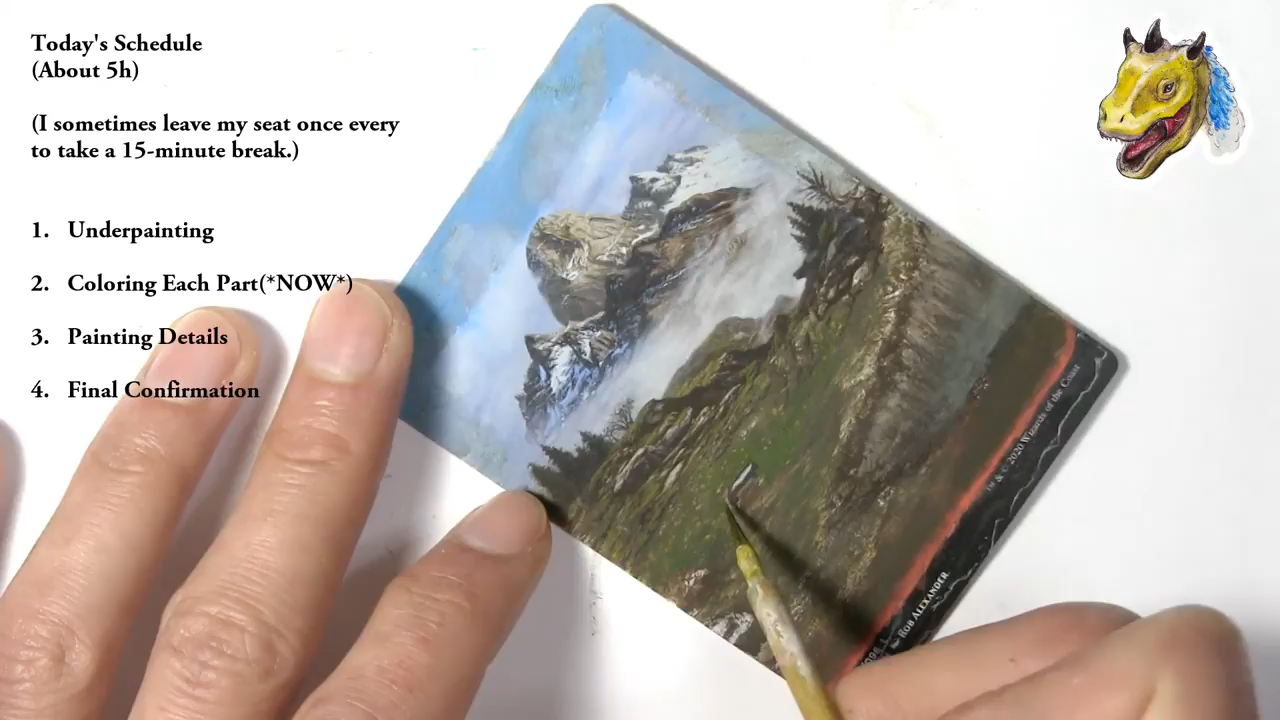 Today's Schedule
(About 5h)
(I sometimes leave my seat once every
to take a 15-minute break.)
1. Underpainting
2. Coloring Each Part(*NOW*)
3. Painting Details
4. Final Confirmation
™ & © 2020 Wizards of the Coast
ROB ALEXANDER